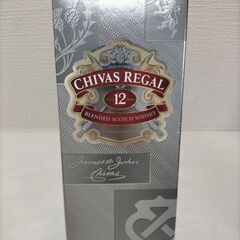 CHIVAS REGAL
12
BLENDED SCOTCH WHISKY
James & John
Chivas